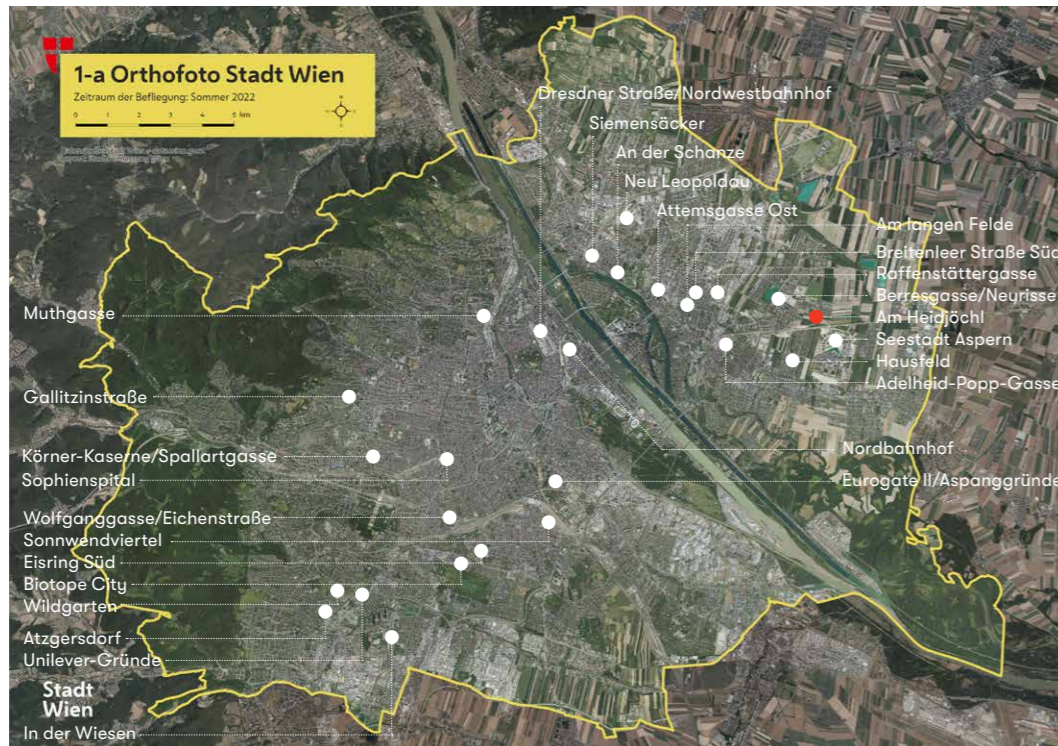 1-a Orthofoto Stadt Wien
Zeitraum der Befliegung: Sommer 2022
0 1 2 3 4 5 km
Dresdner Straße/Nordwestbahnhof
Siemensäcker
An der Schanze
Neu Leopoldau
Attemsgasse Ost
Am langen Felde
Breitenleer Straße Süd
Raffenstättergasse
Berresgasse/Neurisse
Am Heidjöchl
Seestadt Aspern
Hausfeld
Adelheid-Popp-Gasse
Muthgasse
Gallitzinstraße
Nordbahnhof
Körner-Kaserne/Spallartgasse
Sophienspital
Eurogate II/Aspanggründe
Wolfganggasse/Eichenstraße
Sonnwendviertel
Eisring Süd
Biotope City
Wildgarten
Atzgersdorf
Unilever-Gründe
Stadt
Wien
In der Wiesen